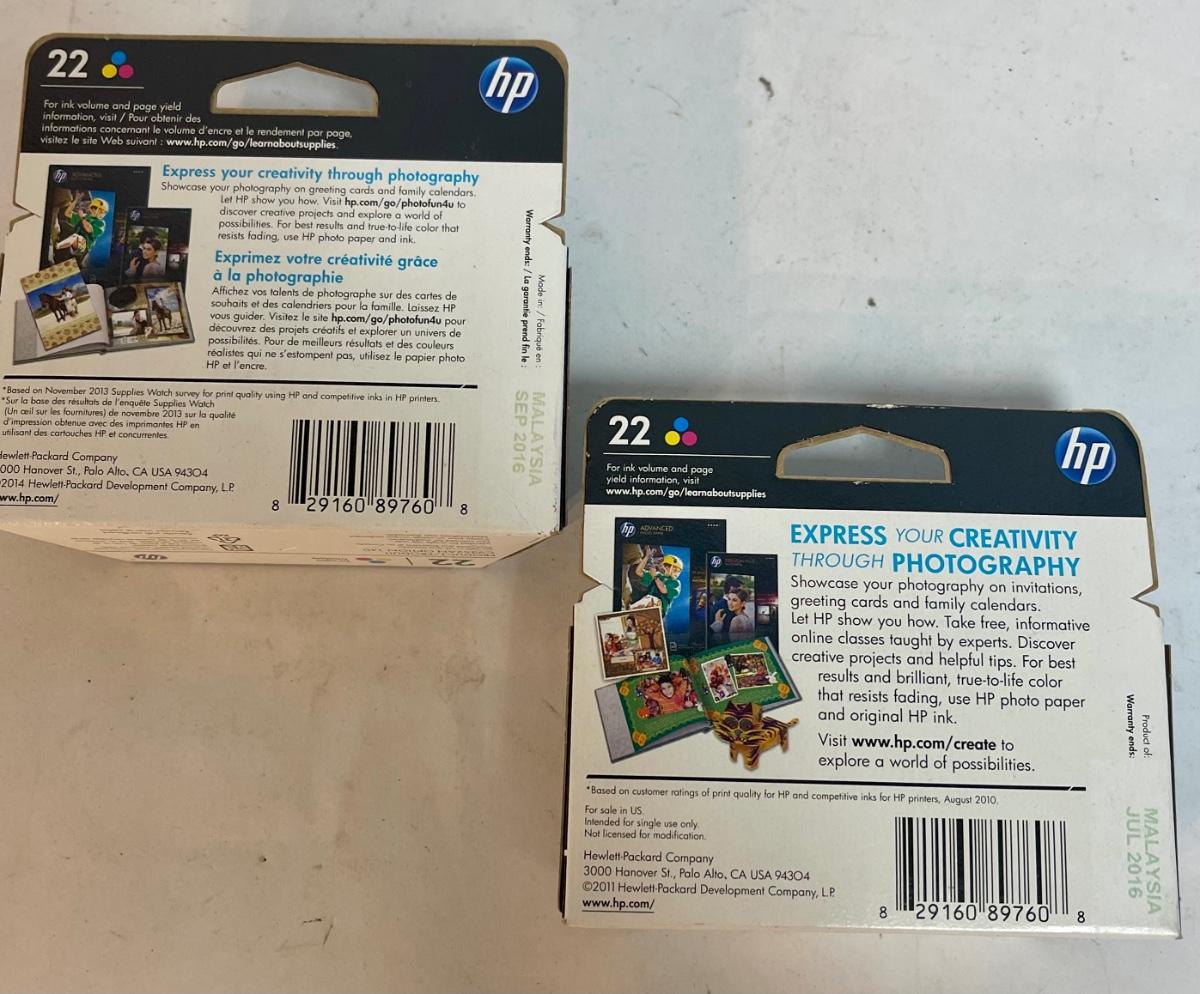 22
hp
For ink volume and page yield
information, visit / Pour obtenir des
informations concernant le volume d'encre et le rendement par page,
visitez le site Web suivant : www.hp.com/go/learnaboutsupplies.
hp ADVANCED
hp
Express your creativity through photography
Showcase your photography on greeting cards and family calendars.
Let HP show you how. Visit hp.com/go/photofun4u to
discover creative projects and explore a world of
possibilities. For best results and true-to-life color that
resists fading, use HP photo paper and ink.
Exprimez votre créativité grâce
à la photographie
Affichez vos talents de photographe sur des cartes de
souhaits et des calendriers pour la famille. Laissez HP
vous guider. Visitez le site hp.com/go/photofun4u pour
découvrez des projets créatifs et explorer un univers de
possibilités. Pour de meilleurs résultats et des couleurs
réalistes qui ne s'estompent pas, utilisez le papier photo
HP et l'encre.
Made in: / Fabriqué en :
Warranty ends: / La garantie prend fin le :
MALAYSIA
SEP 2016
*Based on November 2013 Supplies Watch survey for print quality using HP and competitive inks in HP printers.
*Sur la base des résultats de l'enquête Supplies Watch
(Un œil sur les fournitures) de novembre 2013 sur la qualité
d'impression obtenue avec des imprimantes HP en
utilisant des cartouches HP et concurrentes.
Hewlett-Packard Company
000 Hanover St., Palo Alto, CA USA 94304
2014 Hewlett-Packard Development Company, L.P.
ww.hp.com/
8 29160 89760 8
22
hp
22
hp
For ink volume and page
yield information, visit
www.hp.com/go/learnaboutsupplies
hp ADVANCED
PHOTO PAPER
hp
EXPRESS YOUR CREATIVITY
THROUGH PHOTOGRAPHY
Showcase your photography on invitations,
greeting cards and family calendars.
Let HP show you how. Take free, informative
online classes taught by experts. Discover
creative projects and helpful tips. For best
results and brilliant, true-to-life color
that resists fading, use HP photo paper
and original HP ink.
Visit www.hp.com/create to
explore a world of possibilities.
Product of:
Warranty ends:
MALAYSIA
JUL 2016
*Based on customer ratings of print quality for HP and competitive inks for HP printers, August 2010.
For sale in US.
Intended for single use only.
Not licensed for modification.
Hewlett-Packard Company
3000 Hanover St., Palo Alto, CA USA 94304
©2011 Hewlett-Packard Development Company, L.P.
www.hp.com/
8 29160 89760 8